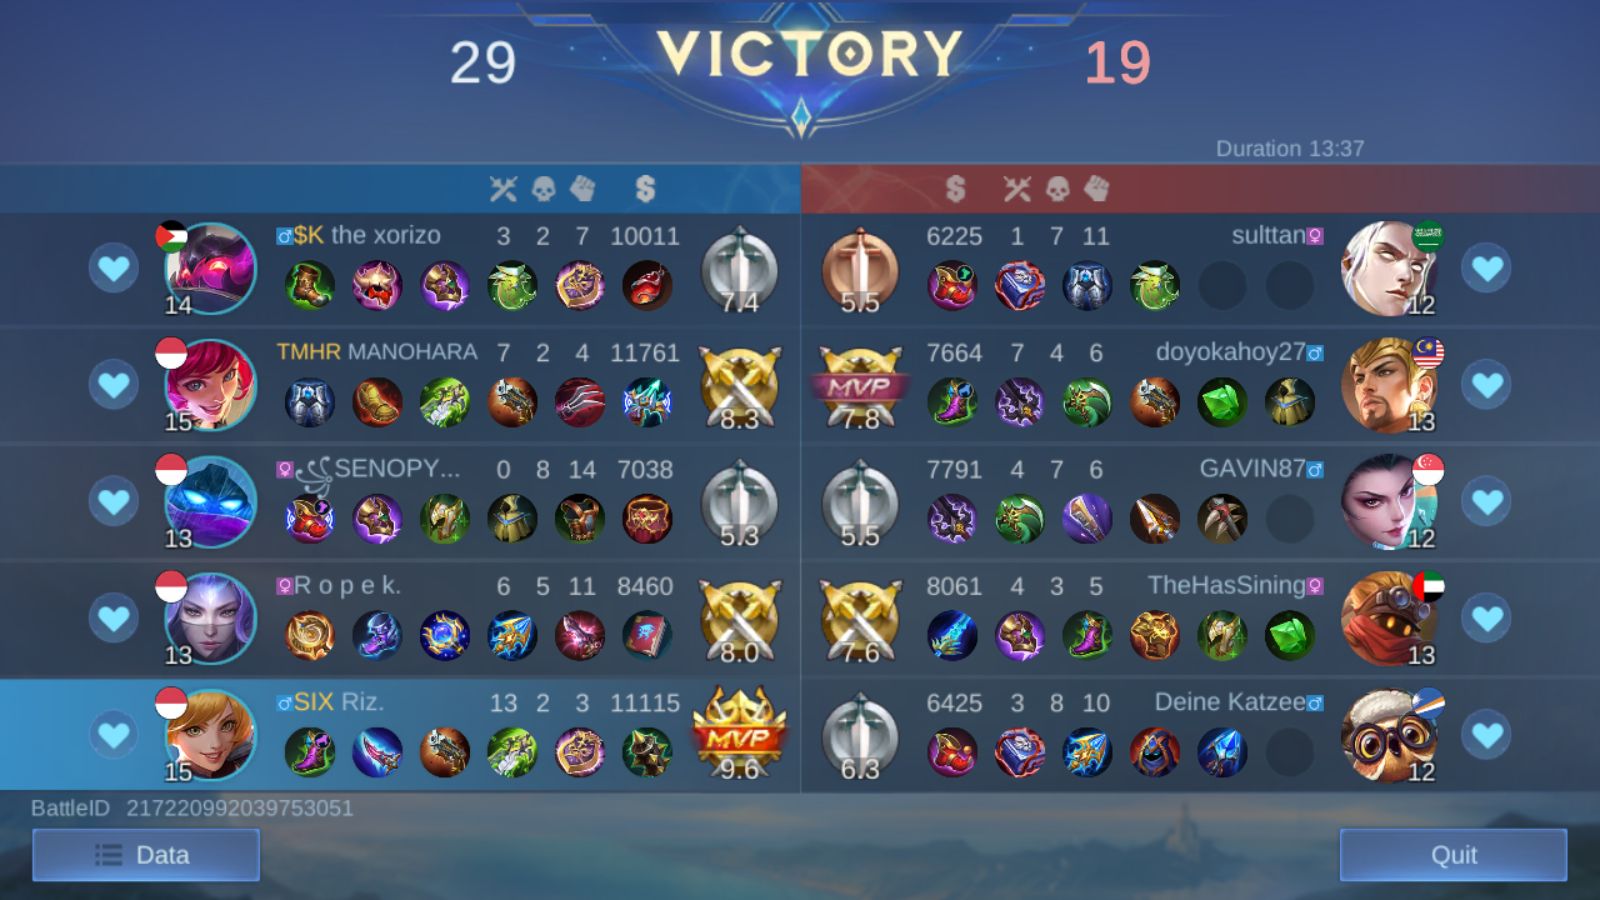 29 VICTORY 19
Duration 13:37
$K the xorizo 3 2 7 10011
14 7.4
6225 1 7 11 sulttan
5.5 12
TMHR MANOHARA 7 2 4 11761
15 8.3
7664 7 4 6 doyokahoy27
MVP 7.8 13
SENOPY... 0 8 14 7038
13 5.3
7791 4 7 6 GAVIN87
5.5 12
R o p e k. 6 5 11 8460
13 8.0
8061 4 3 5 TheHasSining
7.6 13
SIX Riz. 13 2 3 11115
15 MVP 9.6
6425 3 8 10 Deine Katzee
6.3 12
BattleID 217220992039753051
Data Quit